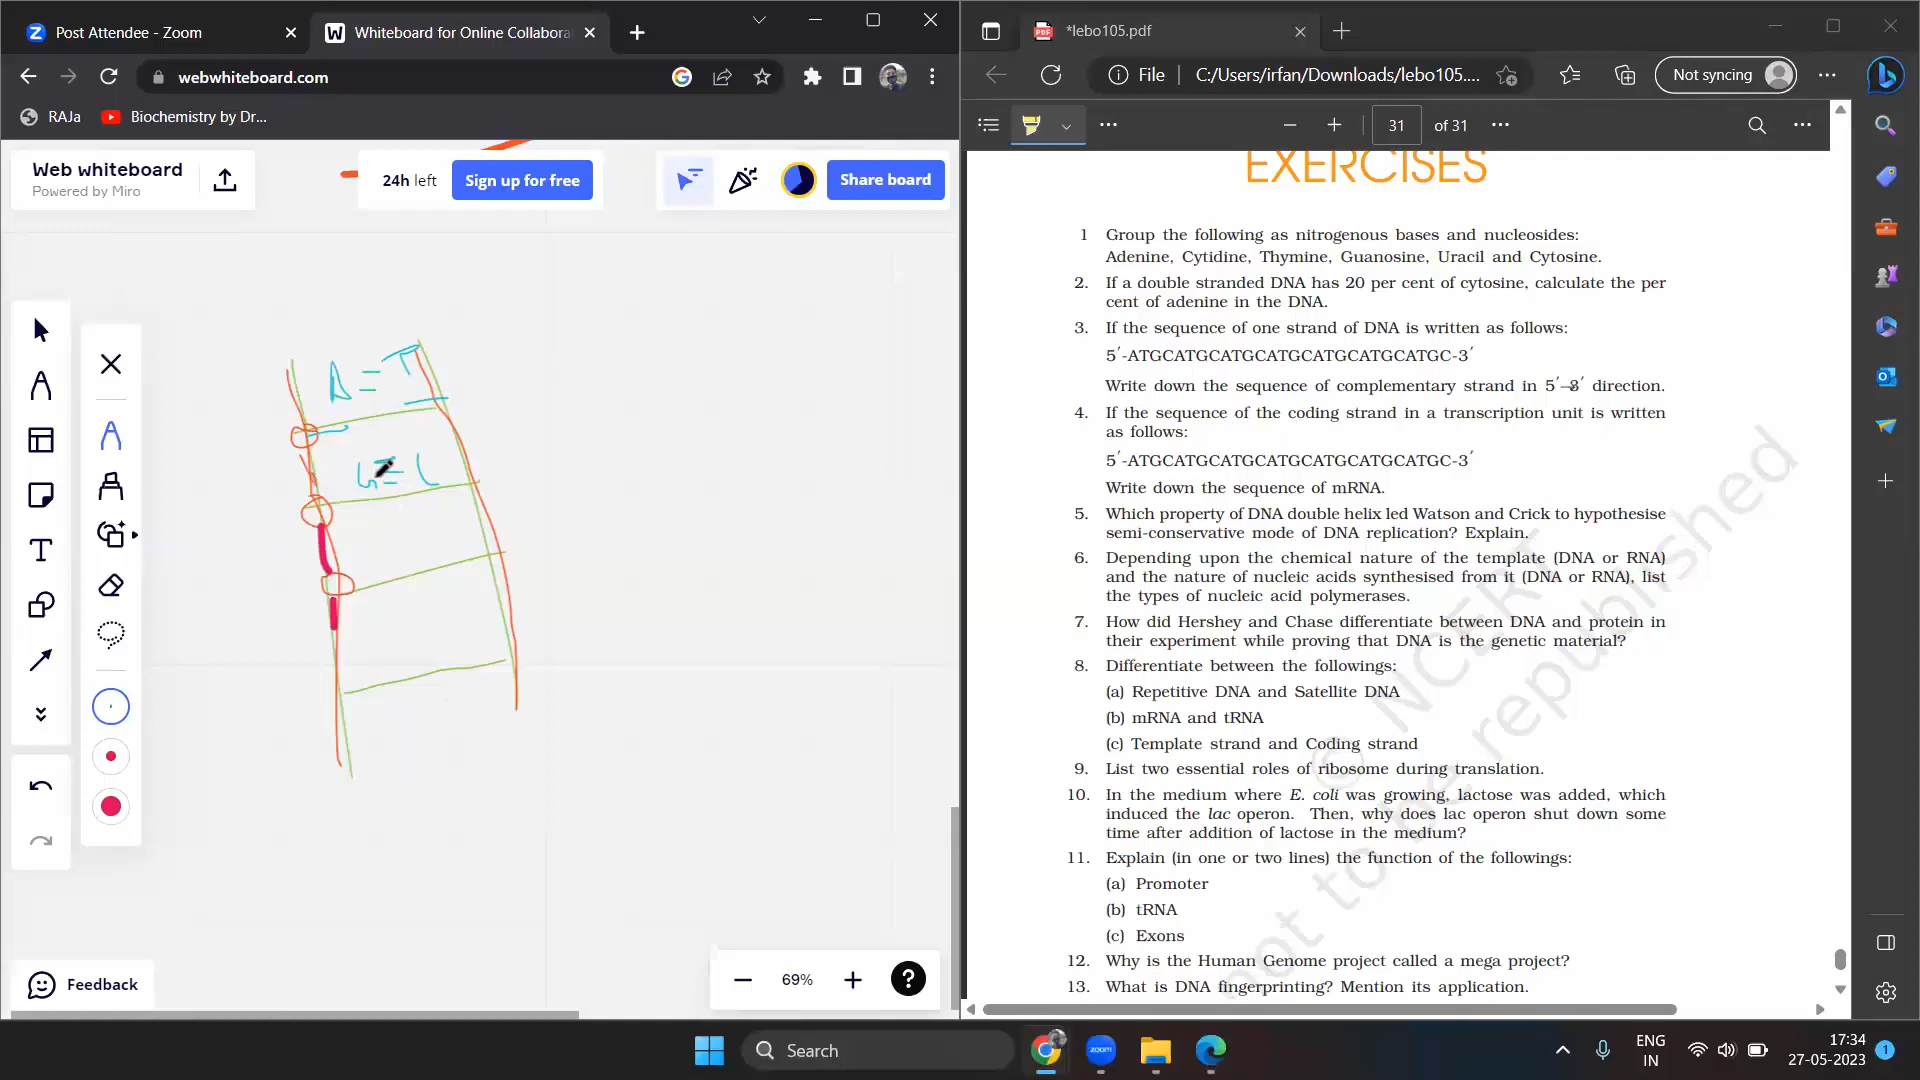 Post Attendee - Zoom
Whiteboard for Online Collabora
webwhiteboard.com
RAJa
Biochemistry by Dr...
Web whiteboard
Powered by Miro
24h left
Sign up for free
Share board
A = T
G ≡ C
69%
Feedback
*lebo105.pdf
File
C:/Users/irfan/Downloads/lebo105....
Not syncing
31 of 31
EXERCISES
1 Group the following as nitrogenous bases and nucleosides:
Adenine, Cytidine, Thymine, Guanosine, Uracil and Cytosine.
2. If a double stranded DNA has 20 per cent of cytosine, calculate the per
cent of adenine in the DNA.
3. If the sequence of one strand of DNA is written as follows:
5′-ATGCATGCATGCATGCATGCATGCATGC-3′
Write down the sequence of complementary strand in 5′→3′ direction.
4. If the sequence of the coding strand in a transcription unit is written
as follows:
5′-ATGCATGCATGCATGCATGCATGCATGC-3′
Write down the sequence of mRNA.
5. Which property of DNA double helix led Watson and Crick to hypothesise
semi-conservative mode of DNA replication? Explain.
6. Depending upon the chemical nature of the template (DNA or RNA)
and the nature of nucleic acids synthesised from it (DNA or RNA), list
the types of nucleic acid polymerases.
7. How did Hershey and Chase differentiate between DNA and protein in
their experiment while proving that DNA is the genetic material?
8. Differentiate between the followings:
(a) Repetitive DNA and Satellite DNA
(b) mRNA and tRNA
(c) Template strand and Coding strand
9. List two essential roles of ribosome during translation.
10. In the medium where E. coli was growing, lactose was added, which
induced the lac operon. Then, why does lac operon shut down some
time after addition of lactose in the medium?
11. Explain (in one or two lines) the function of the followings:
(a) Promoter
(b) tRNA
(c) Exons
12. Why is the Human Genome project called a mega project?
13. What is DNA fingerprinting? Mention its application.
© NCERT
not to be republished
Search
zoom
ENG
IN
17:34
27-05-2023
1